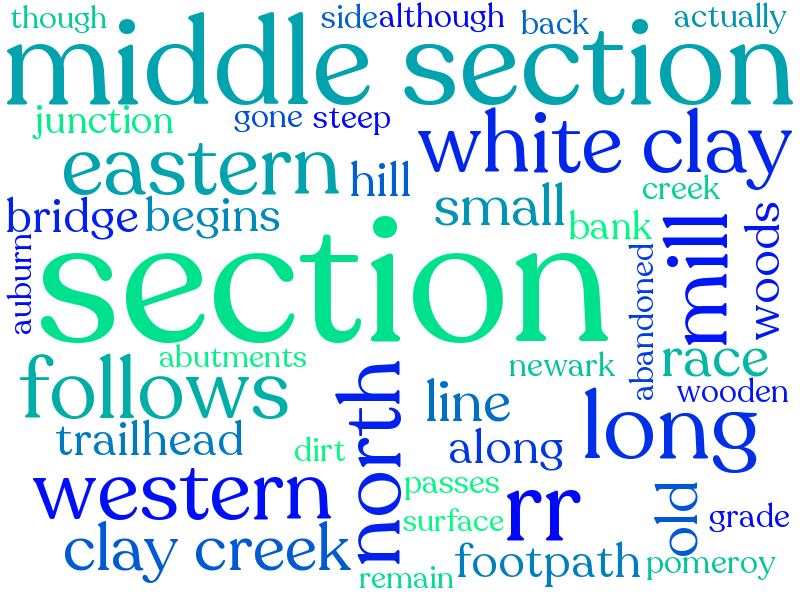 though side although back actually
middle section
junction gone steep white clay
eastern hill creek
bridge begins small bank
auburn section abandoned mill woods
abutments newark race
follows north line long wooden
trailhead dirt along
western passes rr old grade
surface
clay creek footpath pomeroy
remain